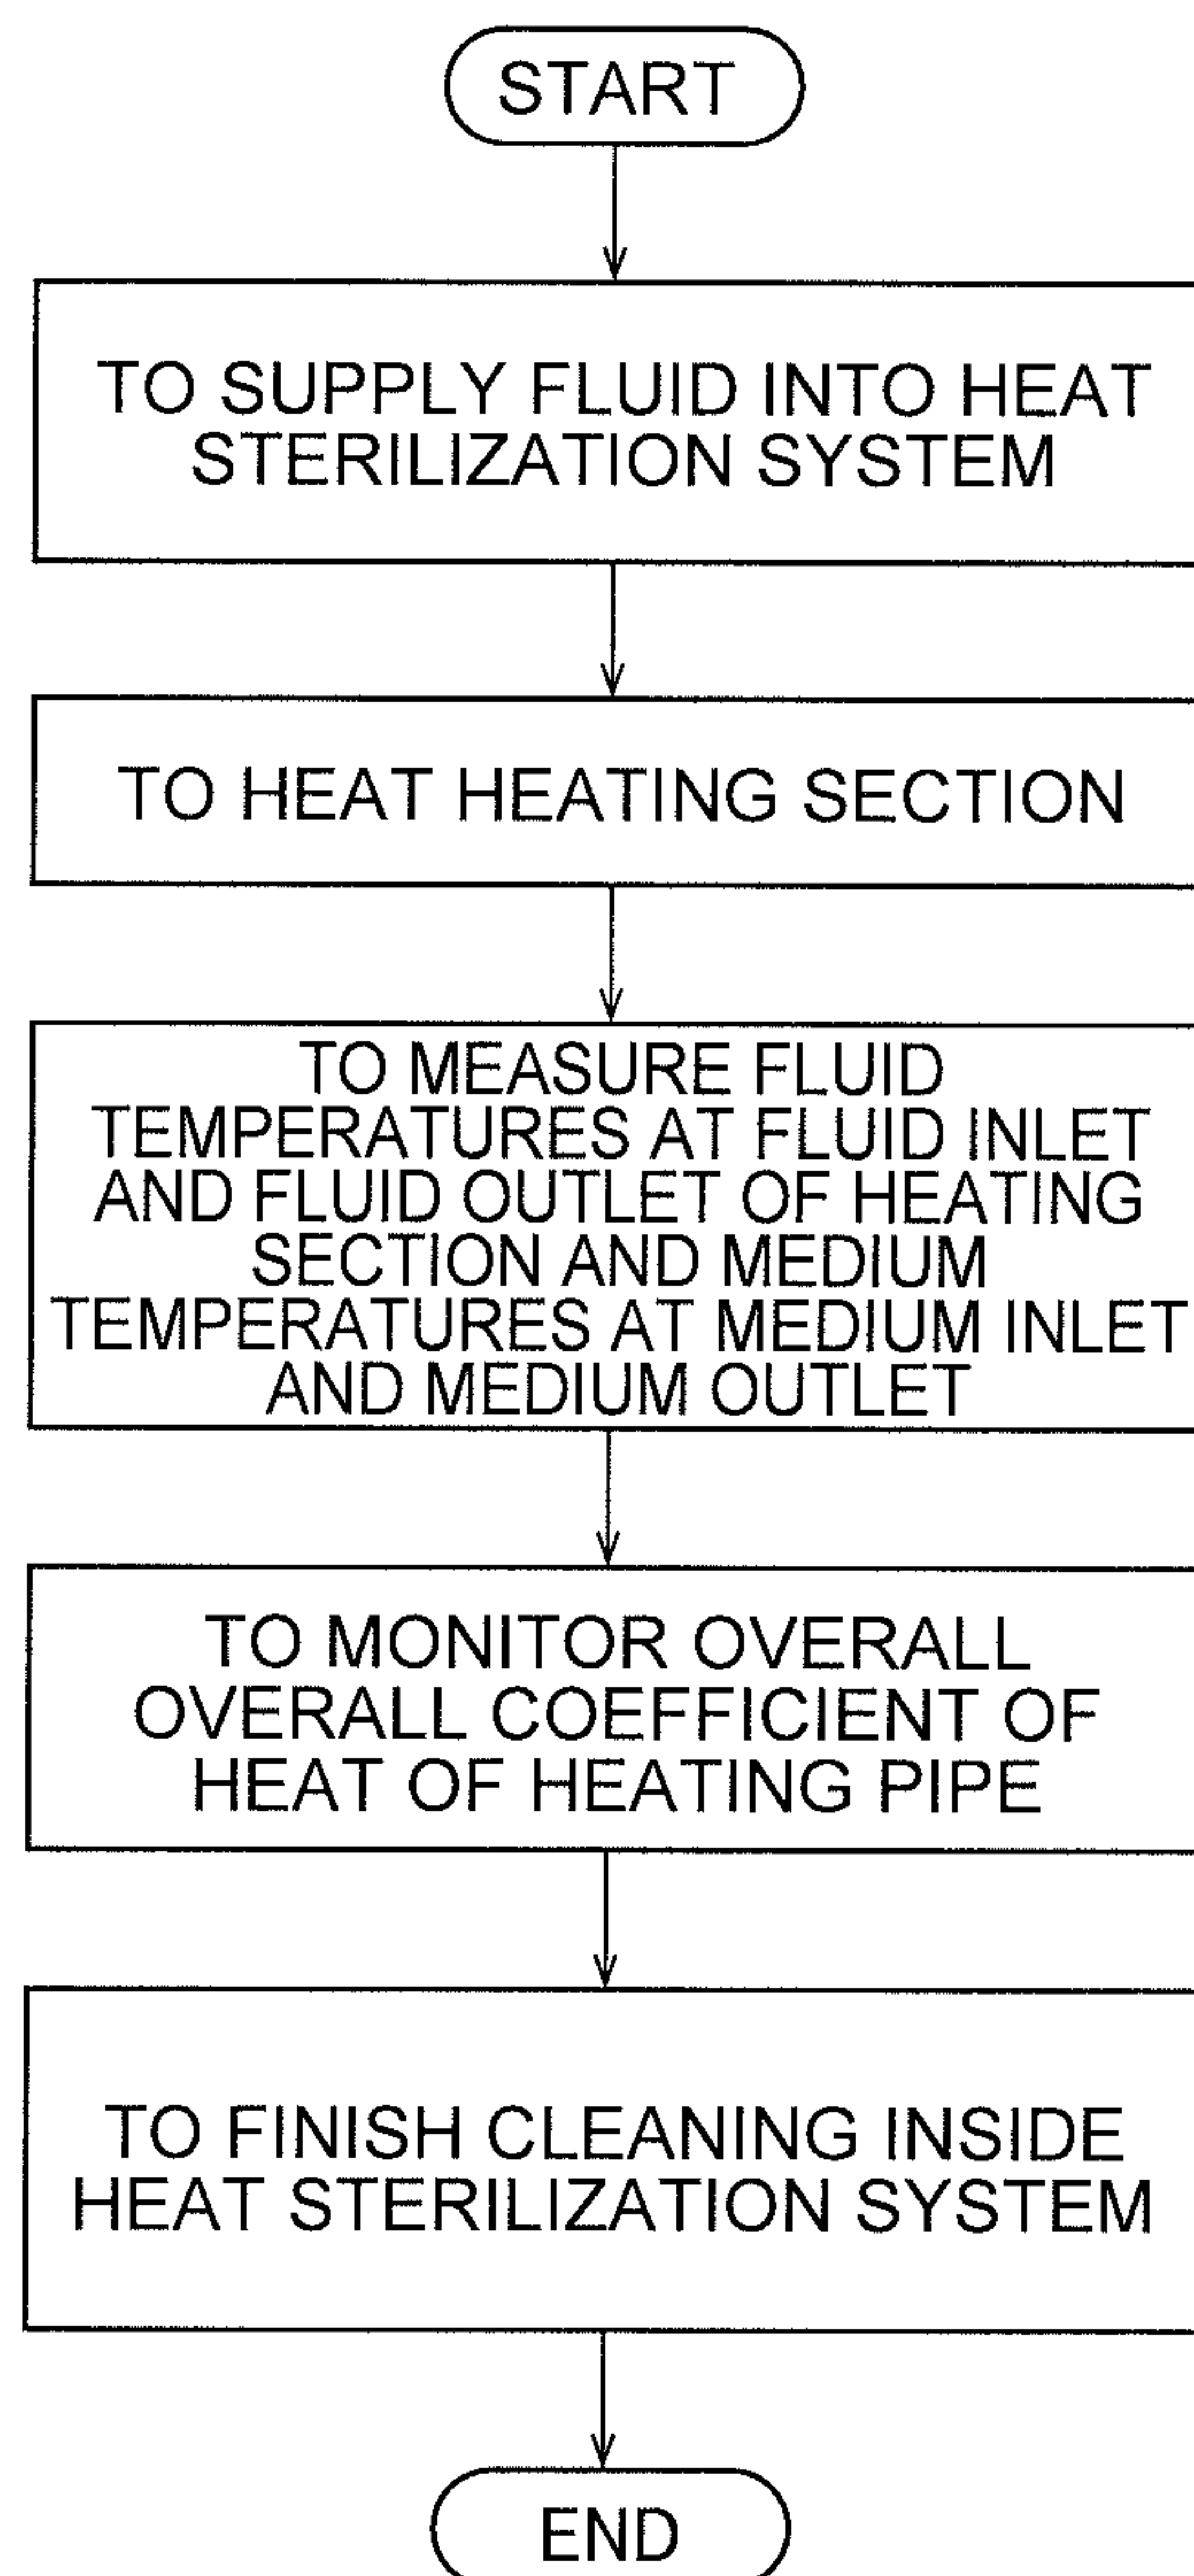 START
TO SUPPLY FLUID INTO HEAT
STERILIZATION SYSTEM
TO HEAT HEATING SECTION
TO MEASURE FLUID
TEMPERATURES AT FLUID INLET
AND FLUID OUTLET OF HEATING
SECTION AND MEDIUM
TEMPERATURES AT MEDIUM INLET
AND MEDIUM OUTLET
TO MONITOR OVERALL
OVERALL COEFFICIENT OF
HEAT OF HEATING PIPE
TO FINISH CLEANING INSIDE
HEAT STERILIZATION SYSTEM
END